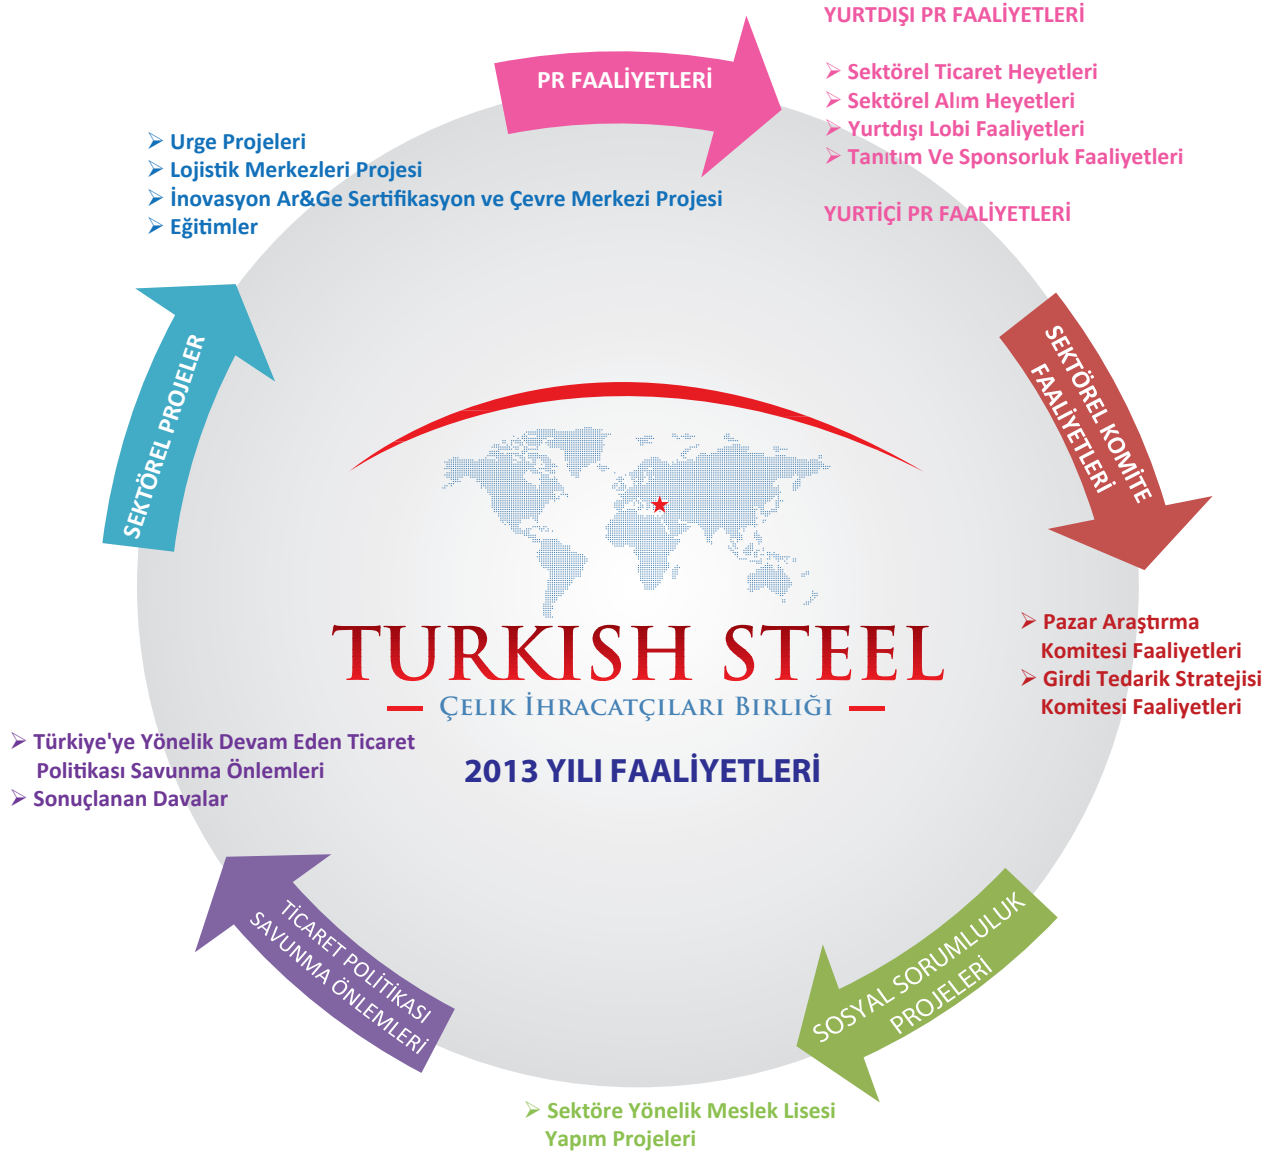 YURTDIŞI PR FAALİYETLERİ
➢ Sektörel Ticaret Heyetleri
➢ Sektörel Alım Heyetleri
➢ Yurtdışı Lobi Faaliyetleri
➢ Tanıtım Ve Sponsorluk Faaliyetleri
YURTİÇİ PR FAALİYETLERİ
PR FAALİYETLERİ
➢ Urge Projeleri
➢ Lojistik Merkezleri Projesi
➢ İnovasyon Ar&Ge Sertifikasyon ve Çevre Merkezi Projesi
➢ Eğitimler
SEKTÖREL PROJELER
SEKTÖREL KOMİTE
FAALİYETLERİ
TURKISH STEEL
ÇELIK İHRACATÇILARI BIRLIĞI
2013 YILI FAALİYETLERİ
➢ Pazar Araştırma
Komitesi Faaliyetleri
➢ Girdi Tedarik Stratejisi
Komitesi Faaliyetleri
➢ Türkiye'ye Yönelik Devam Eden Ticaret
Politikası Savunma Önlemleri
➢ Sonuçlanan Davalar
TİCARET POLİTİKASI
SAVUNMA ÖNLEMLERİ
SOSYAL SORUMLULUK
PROJELERİ
➢ Sektöre Yönelik Meslek Lisesi
Yapım Projeleri